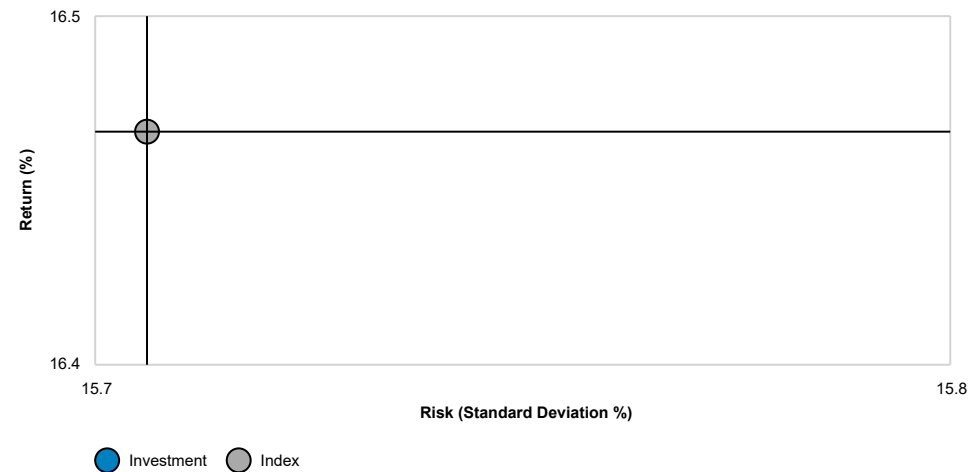 16.5
Return (%)
16.4
15.7
15.8
Risk (Standard Deviation %)
Investment
Index